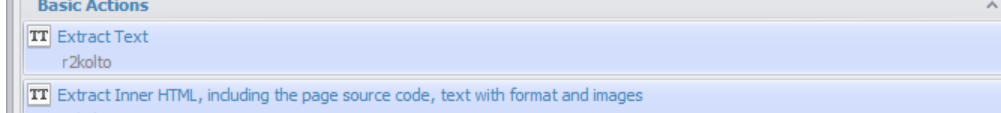 Basic Actions
TT Extract Text
r2kolto
TT Extract Inner HTML, including the page source code, text with format and images